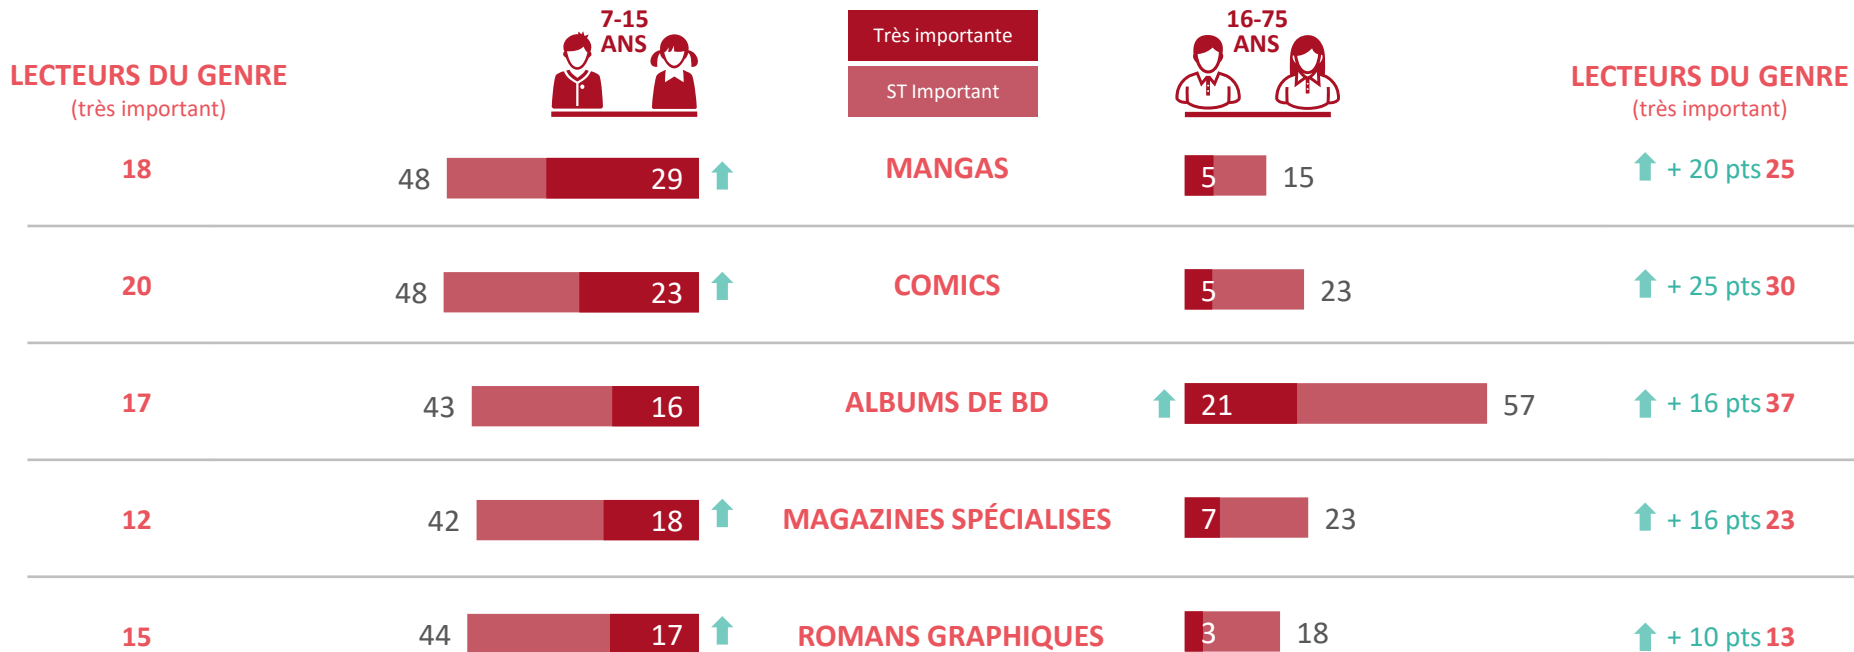 7-15
ANS
Très importante
ST Important
16-75
ANS
LECTEURS DU GENRE
(très important)
LECTEURS DU GENRE
(très important)
18 48 29 MANGAS 5 15 + 20 pts 25
20 48 23 COMICS 5 23 + 25 pts 30
17 43 16 ALBUMS DE BD 21 57 + 16 pts 37
12 42 18 MAGAZINES SPÉCIALISES 7 23 + 16 pts 23
15 44 17 ROMANS GRAPHIQUES 3 18 + 10 pts 13